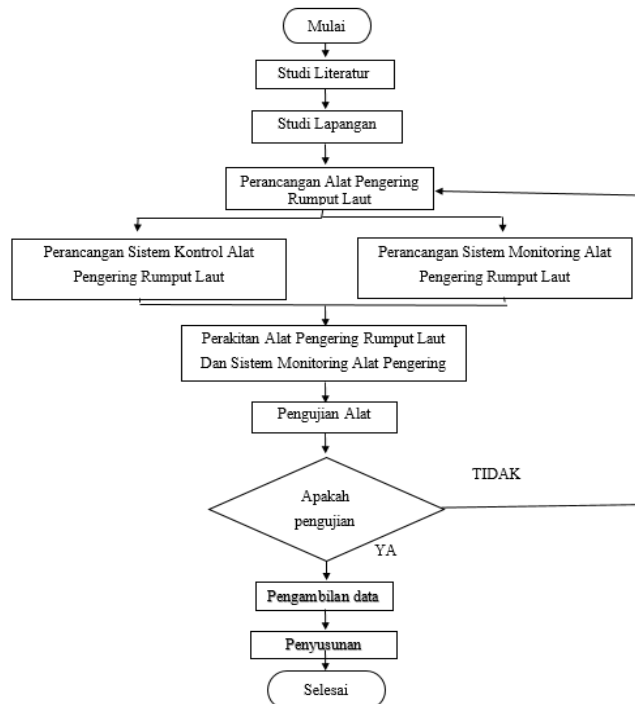 Mulai
Studi Literatur
Studi Lapangan
Perancangan Alat Pengering
Rumput Laut
Perancangan Sistem Kontrol Alat
Pengering Rumput Laut
Perancangan Sistem Monitoring Alat
Pengering Rumput Laut
Perakitan Alat Pengering Rumput Laut
Dan Sistem Monitoring Alat Pengering
Pengujian Alat
Apakah
pengujian
TIDAK
YA
Pengambilan data
Penyusunan
Selesai